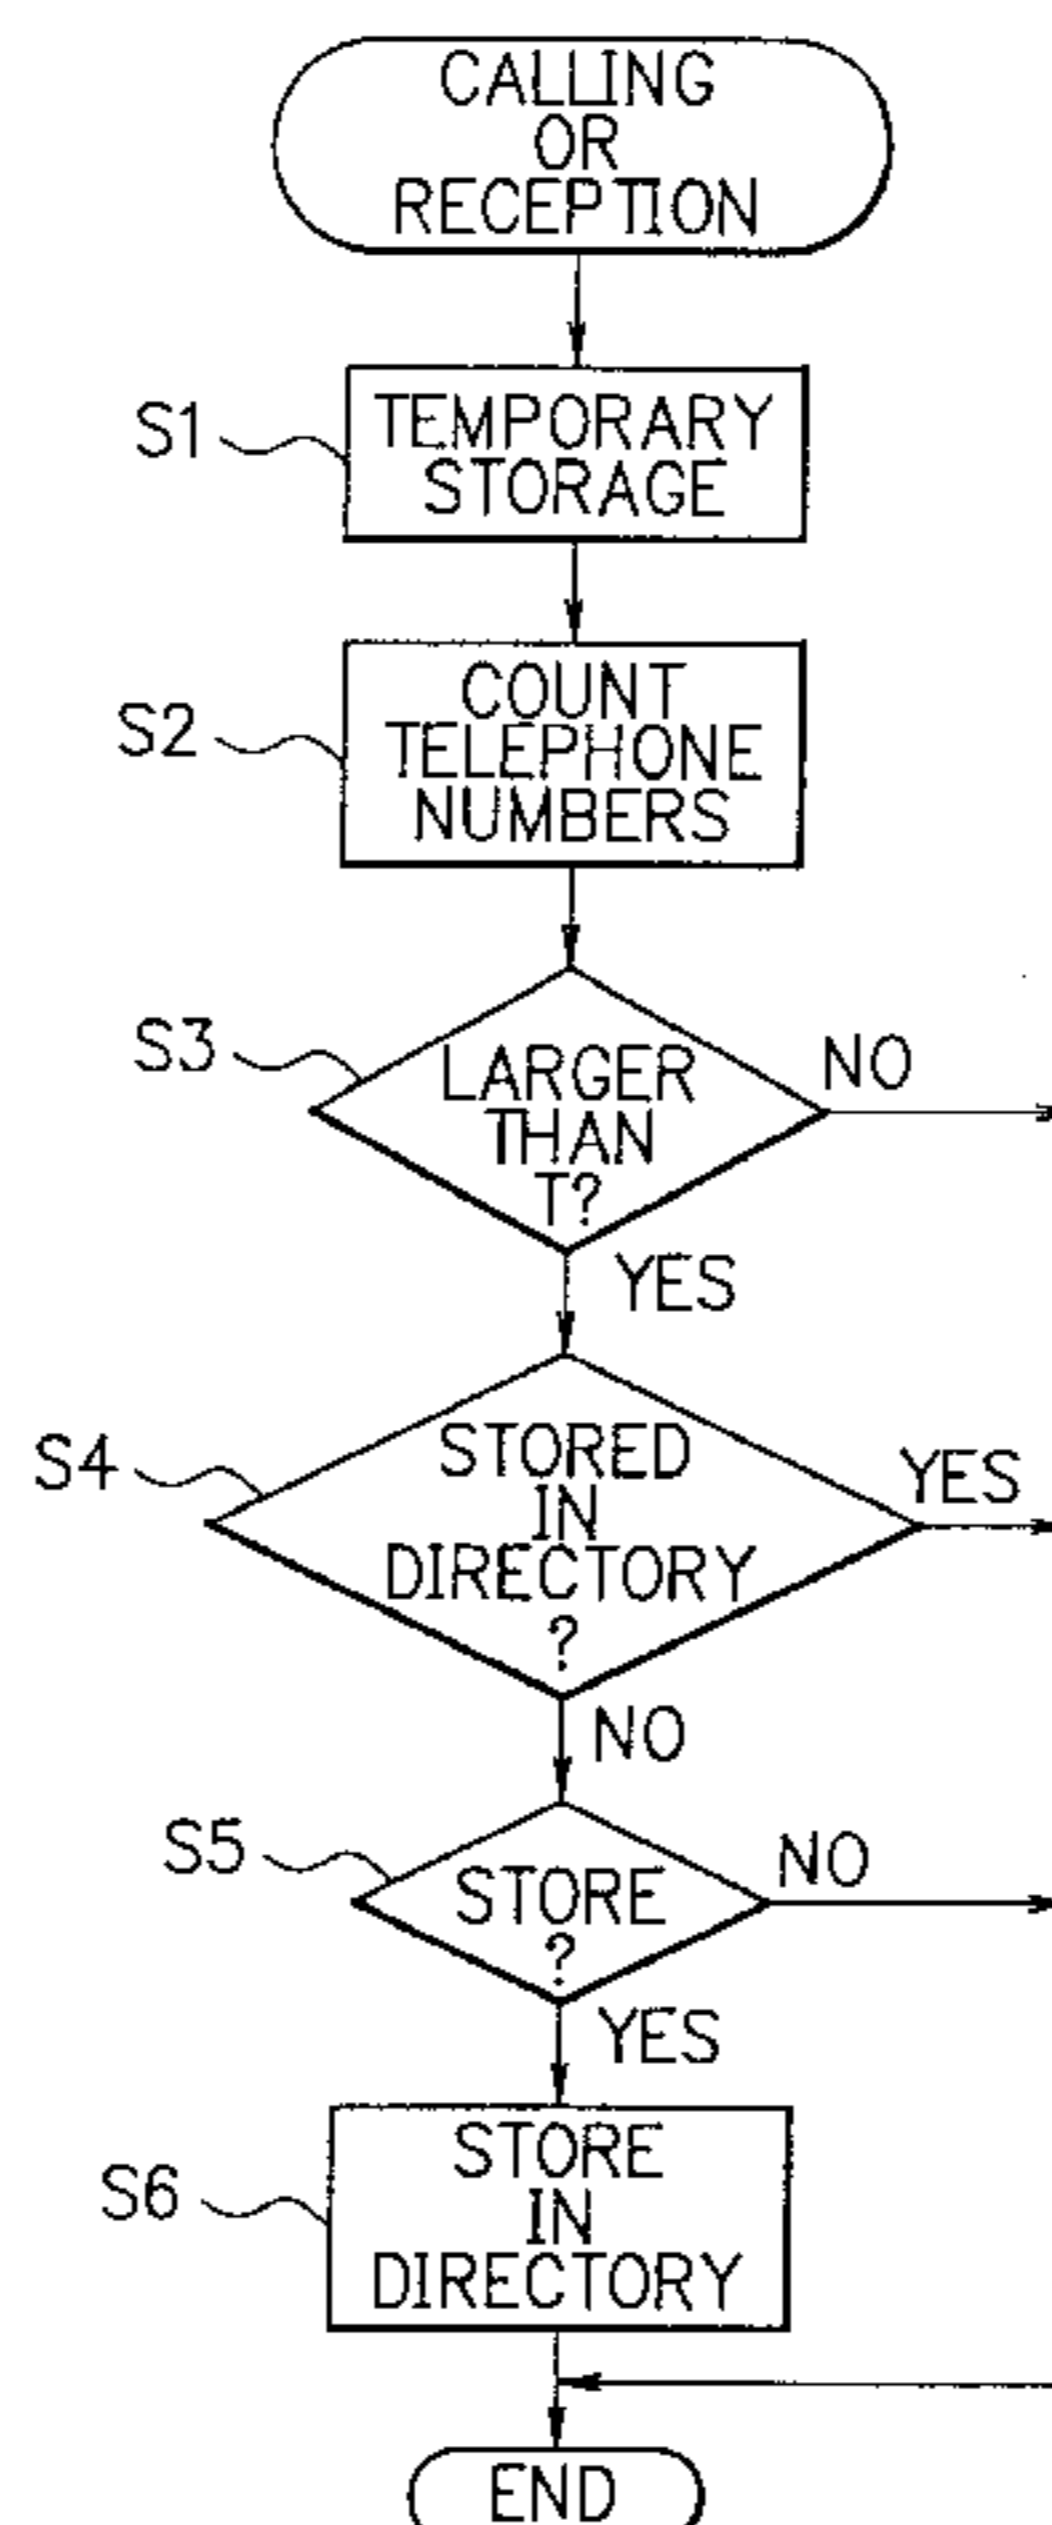 CALLING
OR
RECEPTION
S1
TEMPORARY
STORAGE
S2
COUNT
TELEPHONE
NUMBERS
S3
LARGER
THAN
T?
NO
YES
S4
STORED
IN
DIRECTORY
?
YES
NO
S5
STORE
?
NO
YES
S6
STORE
IN
DIRECTORY
END